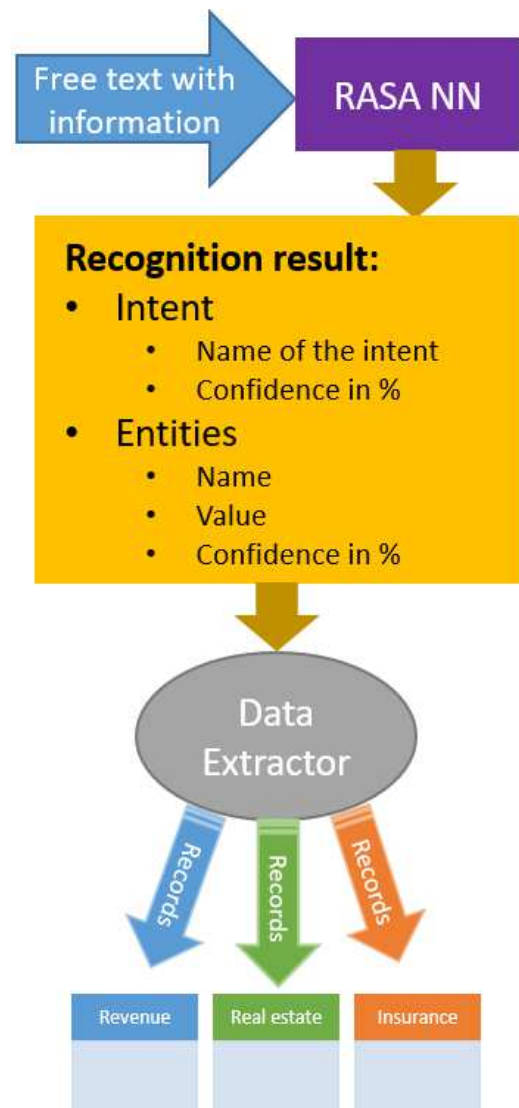 Free text with
information
RASA NN
Recognition result:
• Intent
• Name of the intent
• Confidence in %
• Entities
• Name
• Value
• Confidence in %
Data
Extractor
Records
Records
Records
Revenue
Real estate
Insurance